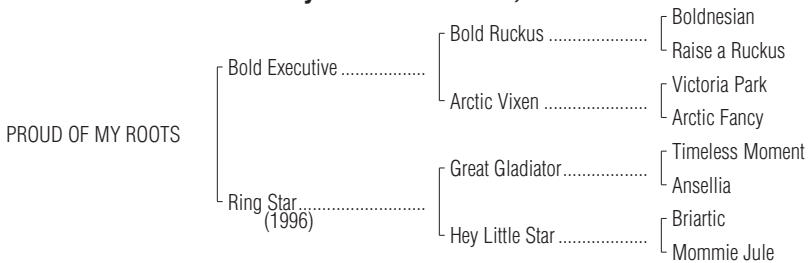 Boldnesian
Bold Ruckus ....................
Raise a Ruckus
Bold Executive .................
Victoria Park
Arctic Vixen .....................
Arctic Fancy
PROUD OF MY ROOTS
Timeless Moment
Great Gladiator.................
Ansellia
Ring Star.........................
(1996)
Briartic
Hey Little Star ..................
Mommie Jule